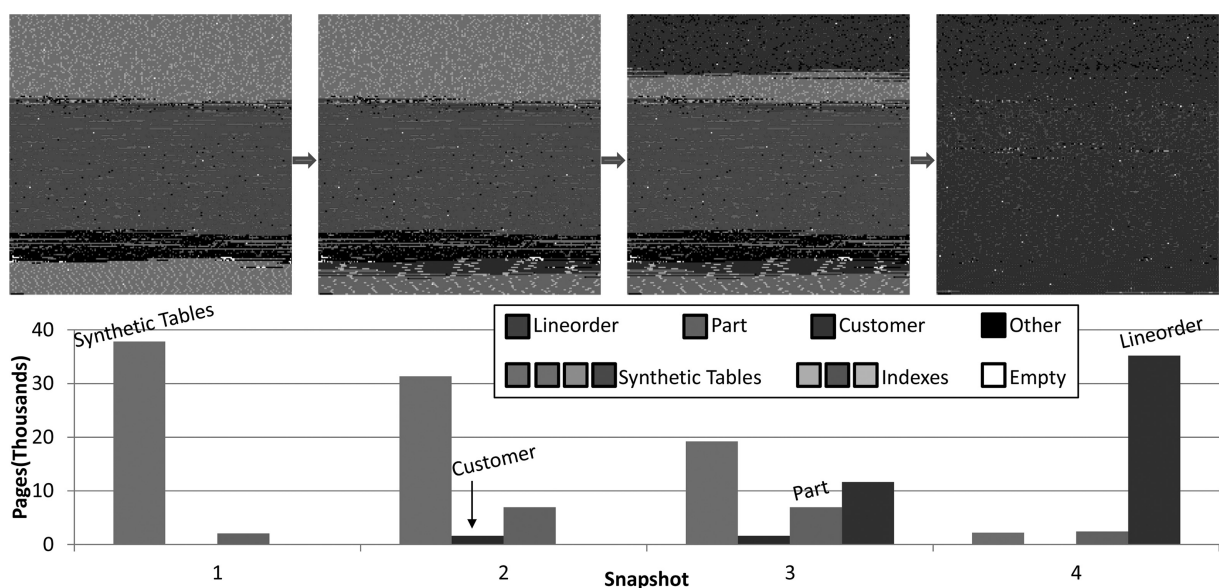 40
Synthetic Tables
Lineorder
Part
Customer
Other
Synthetic Tables
Indexes
Empty
Lineorder
30
20
Customer
10
Part
0
Pages(Thousands)
1
2
3
4
Snapshot